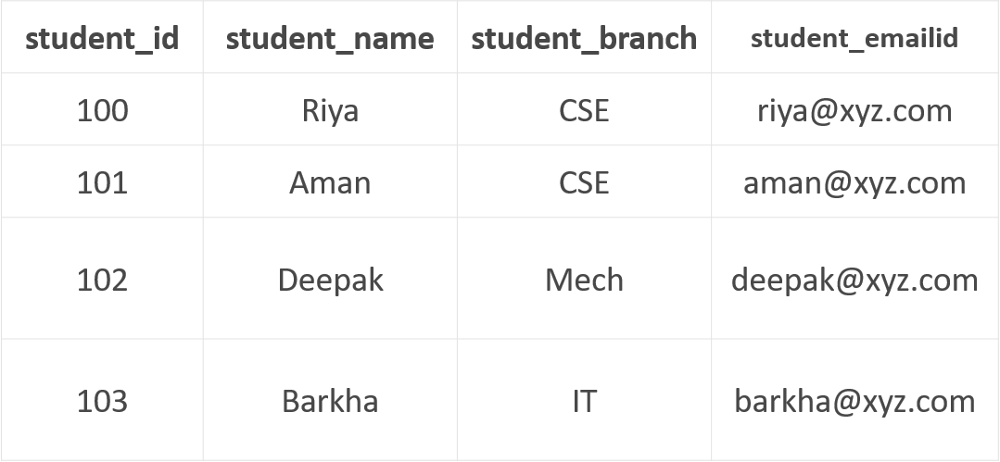 student_id student_name student_branch student_emailid
100 Riya CSE riya@xyz.com
101 Aman CSE aman@xyz.com
102 Deepak Mech deepak@xyz.com
103 Barkha IT barkha@xyz.com